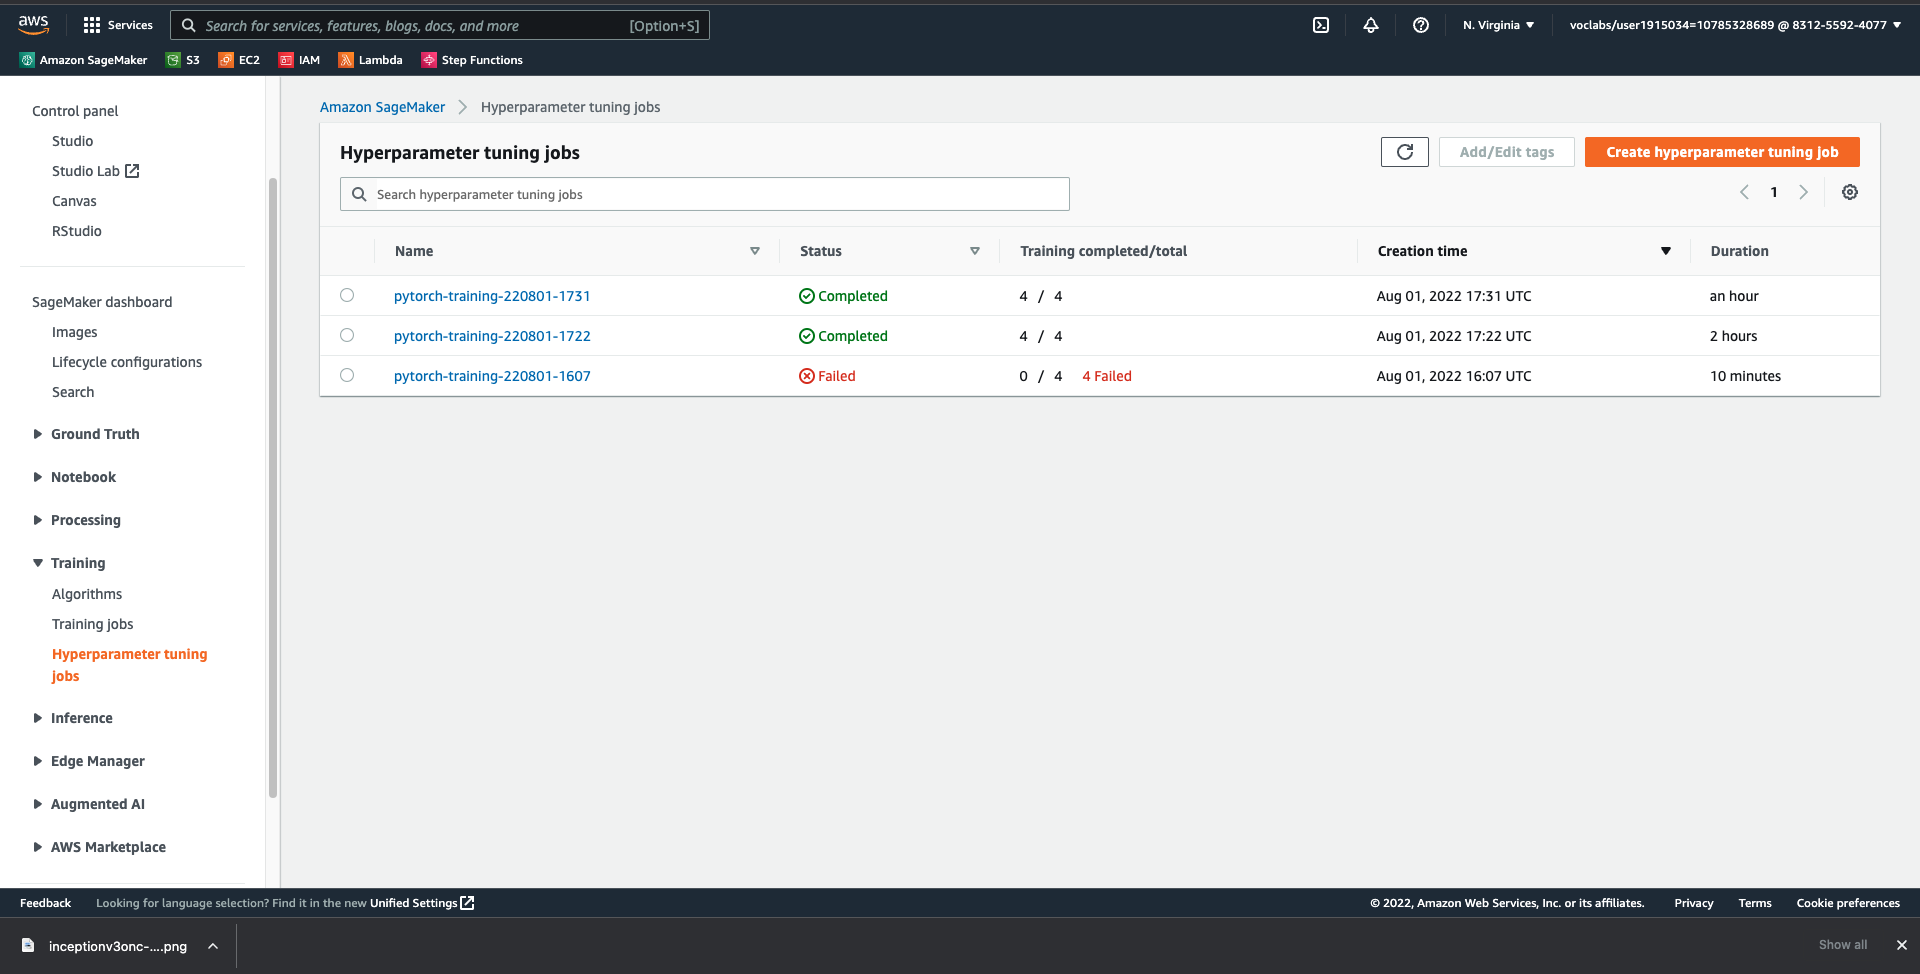 aws
Services
Search for services, features, blogs, docs, and more [Option+S]
N. Virginia
voclabs/user1915034=10785328689 @ 8312-5592-4077
Amazon SageMaker S3 EC2 IAM Lambda Step Functions
Control panel
Studio
Studio Lab
Canvas
RStudio
SageMaker dashboard
Images
Lifecycle configurations
Search
Ground Truth
Notebook
Processing
Training
Algorithms
Training jobs
Hyperparameter tuning
jobs
Inference
Edge Manager
Augmented AI
AWS Marketplace
Amazon SageMaker Hyperparameter tuning jobs
Hyperparameter tuning jobs
Add/Edit tags
Create hyperparameter tuning job
Search hyperparameter tuning jobs
1
Name Status Training completed/total Creation time Duration
pytorch-training-220801-1731 Completed 4 / 4 Aug 01, 2022 17:31 UTC an hour
pytorch-training-220801-1722 Completed 4 / 4 Aug 01, 2022 17:22 UTC 2 hours
pytorch-training-220801-1607 Failed 0 / 4 4 Failed Aug 01, 2022 16:07 UTC 10 minutes
Feedback Looking for language selection? Find it in the new Unified Settings
© 2022, Amazon Web Services, Inc. or its affiliates. Privacy Terms Cookie preferences
inceptionv3onc-....png
Show all